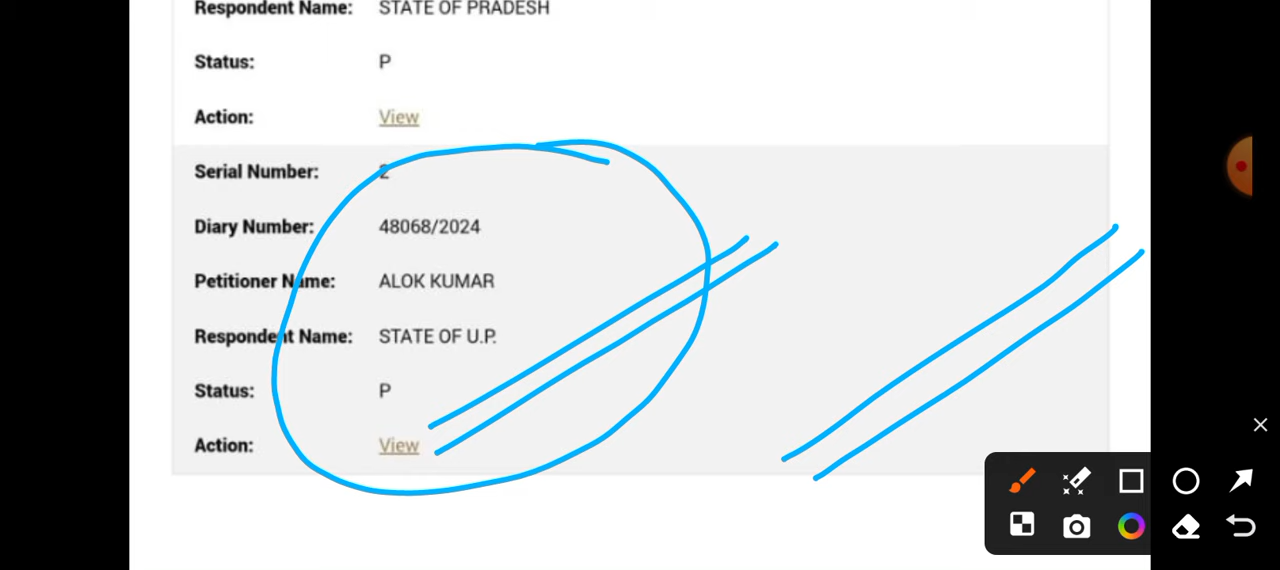 Respondent Name: STATE OF PRADESH
Status: P
Action: View
Serial Number: 2
Diary Number: 48068/2024
Petitioner Name: ALOK KUMAR
Respondent Name: STATE OF U.P.
Status: P
Action: View